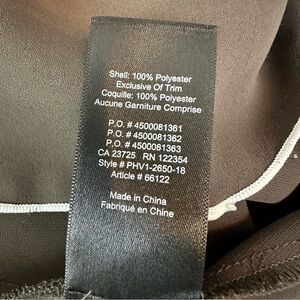 Shell: 100% Polyester
Exclusive Of Trim
Coquille: 100% Polyester
Aucune Garniture Comprise
P.O. # 4500081361
P.O. # 4500081362
P.O. # 4500081363
CA 23725 RN 122354
Style # PHV1-2650-18
Article # 66122
Made in China
Fabriqué en Chine